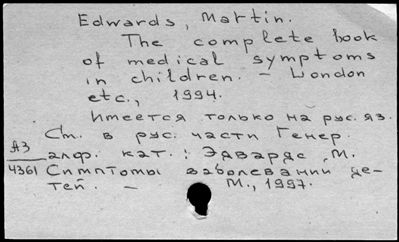 Edwards, Martin.
The complete book
of medical symptoms
in children. – London
etc., 1994.
Имеется только на рус. яз.
См. в рус. части Генер.
алф. кат.: Эдвардс, М.
Симптомы заболеваний де-
тей. – М., 1997.
А3
4361